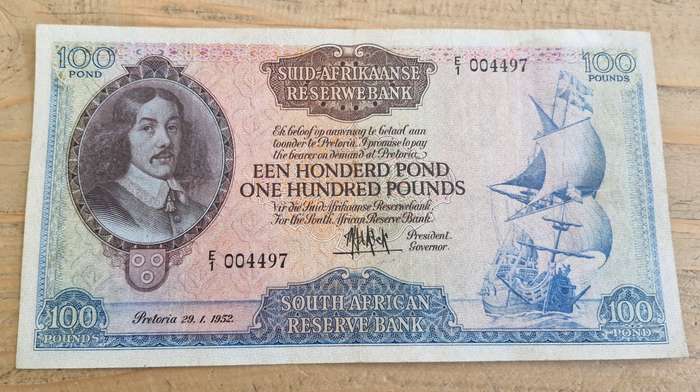 100
POND
SUID-AFRIKAANSE
RESERWEBANK
E/1 004497
100
POUNDS
Ek beloof op aanvraag te betaal aan
toonder te Pretoria. I promise to pay
the bearer on demand at Pretoria
EEN HONDERD POND
ONE HUNDRED POUNDS
Vir die Suid-Afrikaanse Reserwebank.
For the South African Reserve Bank.
President.
Governor.
E/1 004497
Pretoria 29. 1. 1952.
100
POUNDS
SOUTH AFRICAN
RESERVE BANK
100
POND